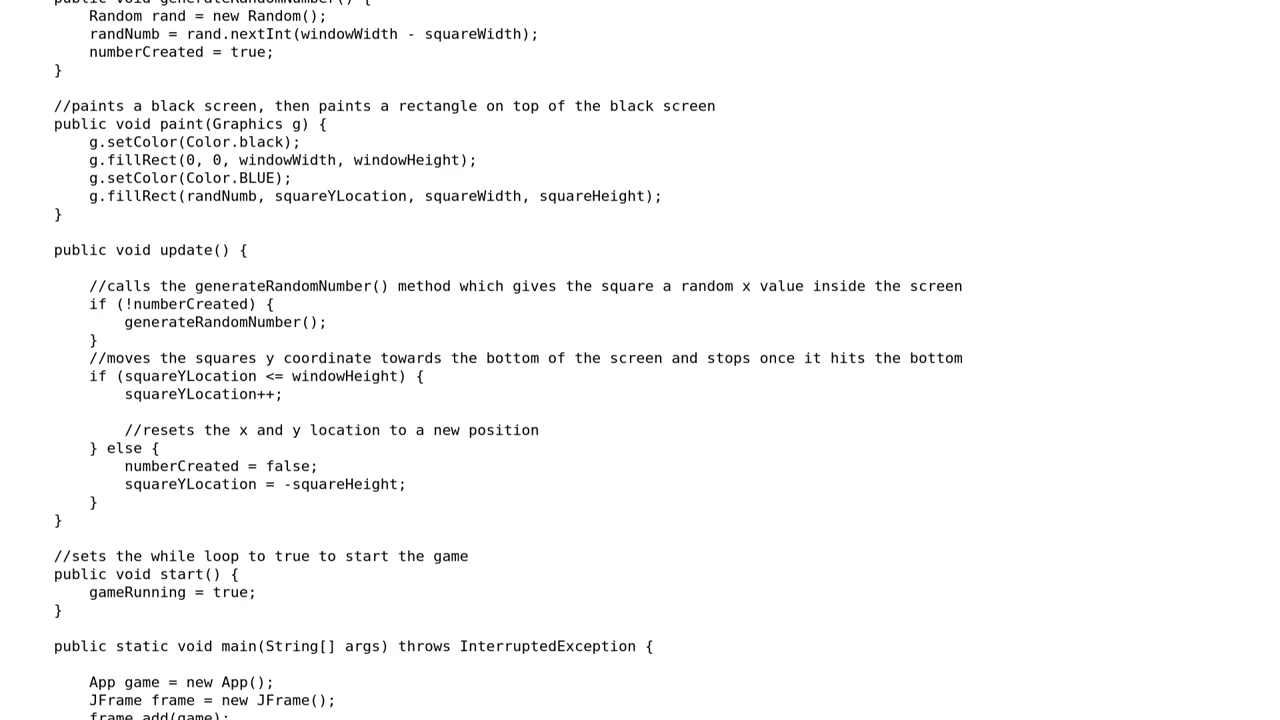 public void generateRandomNumber() {
Random rand = new Random();
randNumb = rand.nextInt(windowWidth - squareWidth);
numberCreated = true;
}
//paints a black screen, then paints a rectangle on top of the black screen
public void paint(Graphics g) {
g.setColor(Color.black);
g.fillRect(0, 0, windowWidth, windowHeight);
g.setColor(Color.BLUE);
g.fillRect(randNumb, squareYLocation, squareWidth, squareHeight);
}
public void update() {
//calls the generateRandomNumber() method which gives the square a random x value inside the screen
if (!numberCreated) {
generateRandomNumber();
}
//moves the squares y coordinate towards the bottom of the screen and stops once it hits the bottom
if (squareYLocation <= windowHeight) {
squareYLocation++;
//resets the x and y location to a new position
} else {
numberCreated = false;
squareYLocation = -squareHeight;
}
}
//sets the while loop to true to start the game
public void start() {
gameRunning = true;
}
public static void main(String[] args) throws InterruptedException {
App game = new App();
JFrame frame = new JFrame();
frame.add(game);